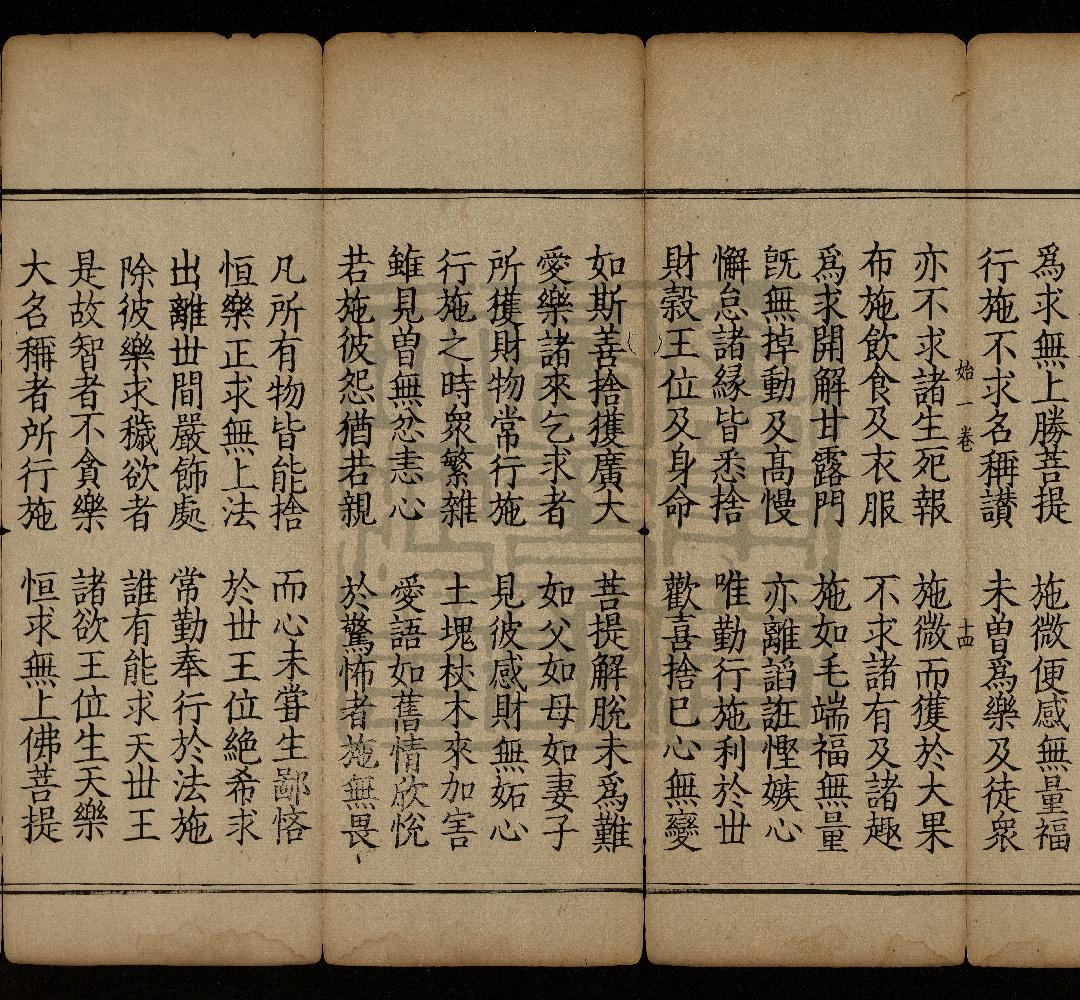 爲求無上勝菩提　施微便感無量福
行施不求名稱讃　未曽爲樂及徒衆
始一卷　十四
亦不求諸生死報　施微而獲於大果
布施飲食及衣服　不求諸有及諸趣
爲求開解甘露門　施如毛端福無量
旣無掉動及髙慢　亦離謟誑慳嫉心
懈怠諸縁皆悉捨　唯勤行施利於丗
財榖王位及身命　歡喜捨已心無變
如斯善捨獲廣大　菩提解脫未爲難
愛樂諸來乞求者　如父如母如妻子
所獲財物常行施　見彼感財無妬心
行施之時衆繁雜　土塊杖木來加害
雖見曽無忿恚心　愛語如舊情欣悅
若施彼怨猶若親　於驚怖者施無畏
凡所有物皆能捨　而心未甞生鄙悋
恒樂正求無上法　於丗王位絶希求
出離丗間嚴飾處　常勤奉行於法施
除彼樂求穢欲者　誰有能求天丗王
是故智者不貪樂　諸欲王位生天樂
大名稱者所行施　恒求無上佛菩提